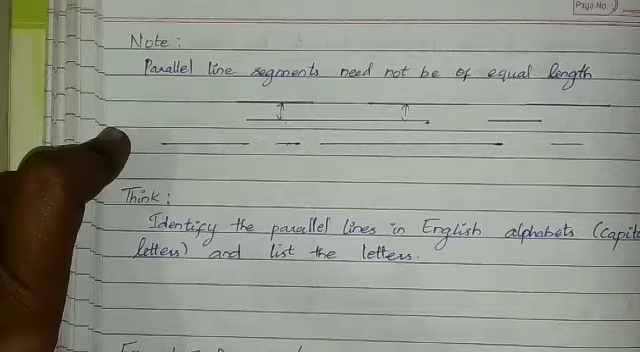 Page No.
Note:
Parallel line segments need not be of equal length
Think:
Identify the parallel lines in English alphabets (capita
letters) and list the letters.